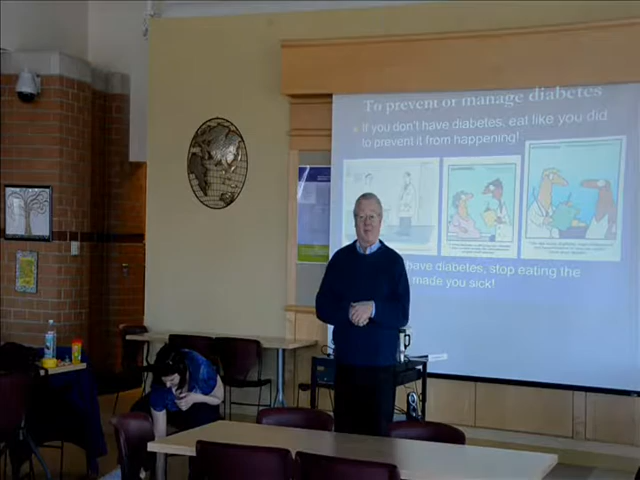 To prevent or manage diabetes
If you don't have diabetes, eat like you did
to prevent it from happening!
have diabetes, stop eating the
made you sick!